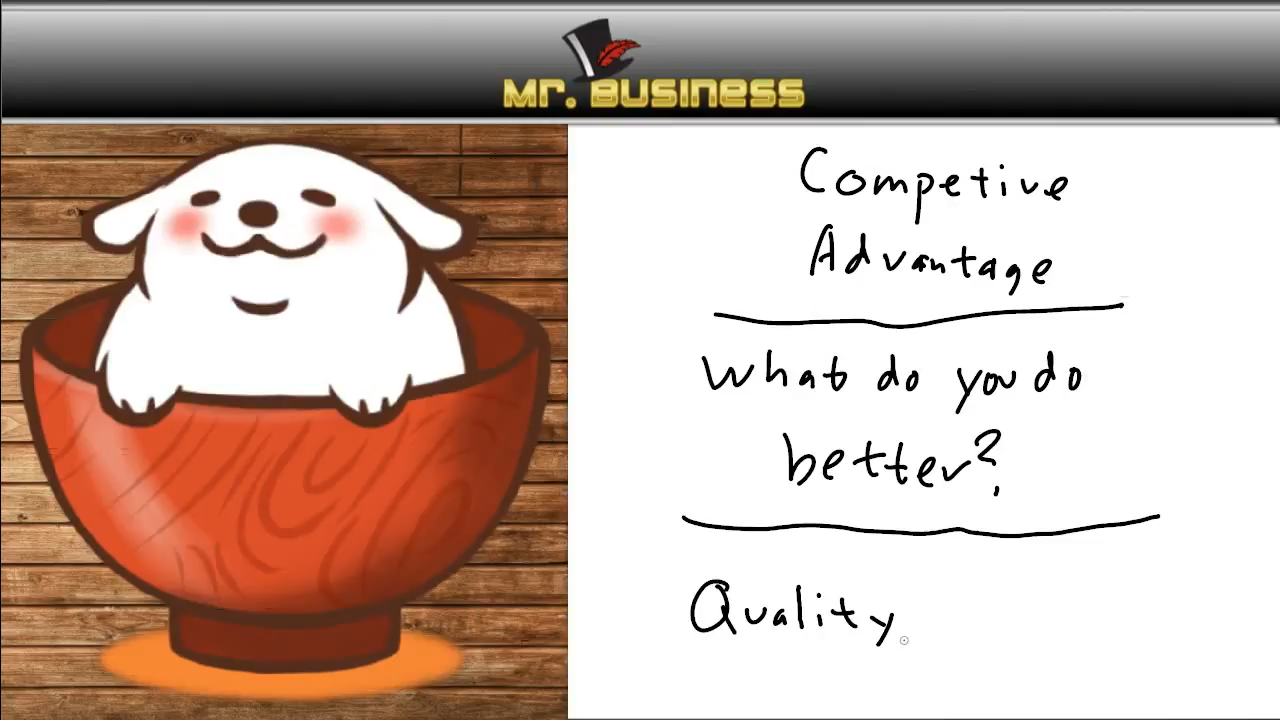 Mr. Business
Competive
Advantage
What do you do
better?
Quality